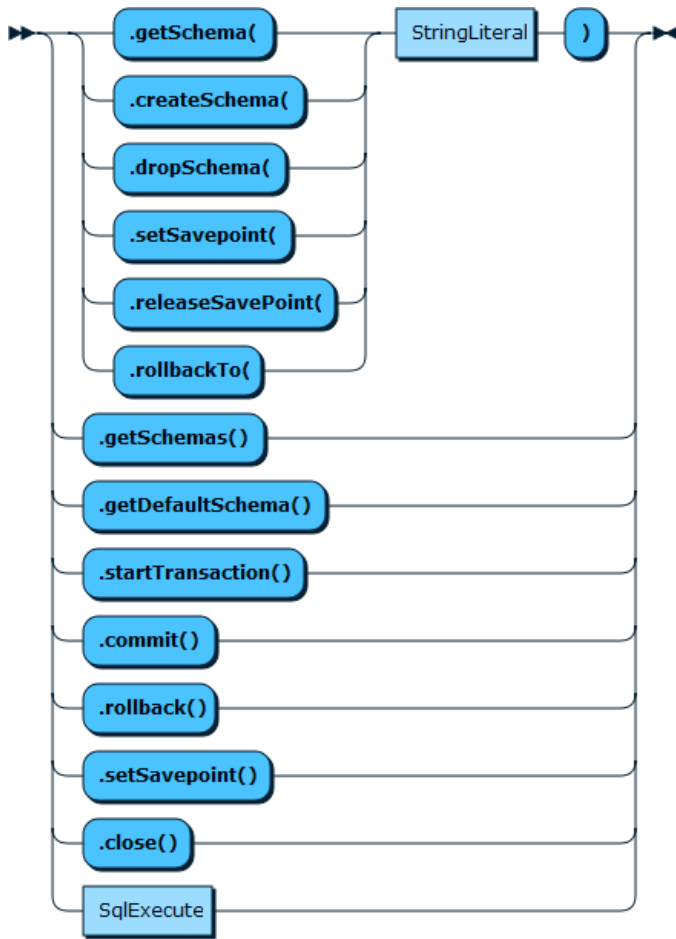 .getSchema( StringLiteral )
.createSchema(
.dropSchema(
.setSavepoint(
.releaseSavePoint(
.rollbackTo(
.getSchemas()
.getDefaultSchema()
.startTransaction()
.commit()
.rollback()
.setSavepoint()
.close()
SqlExecute